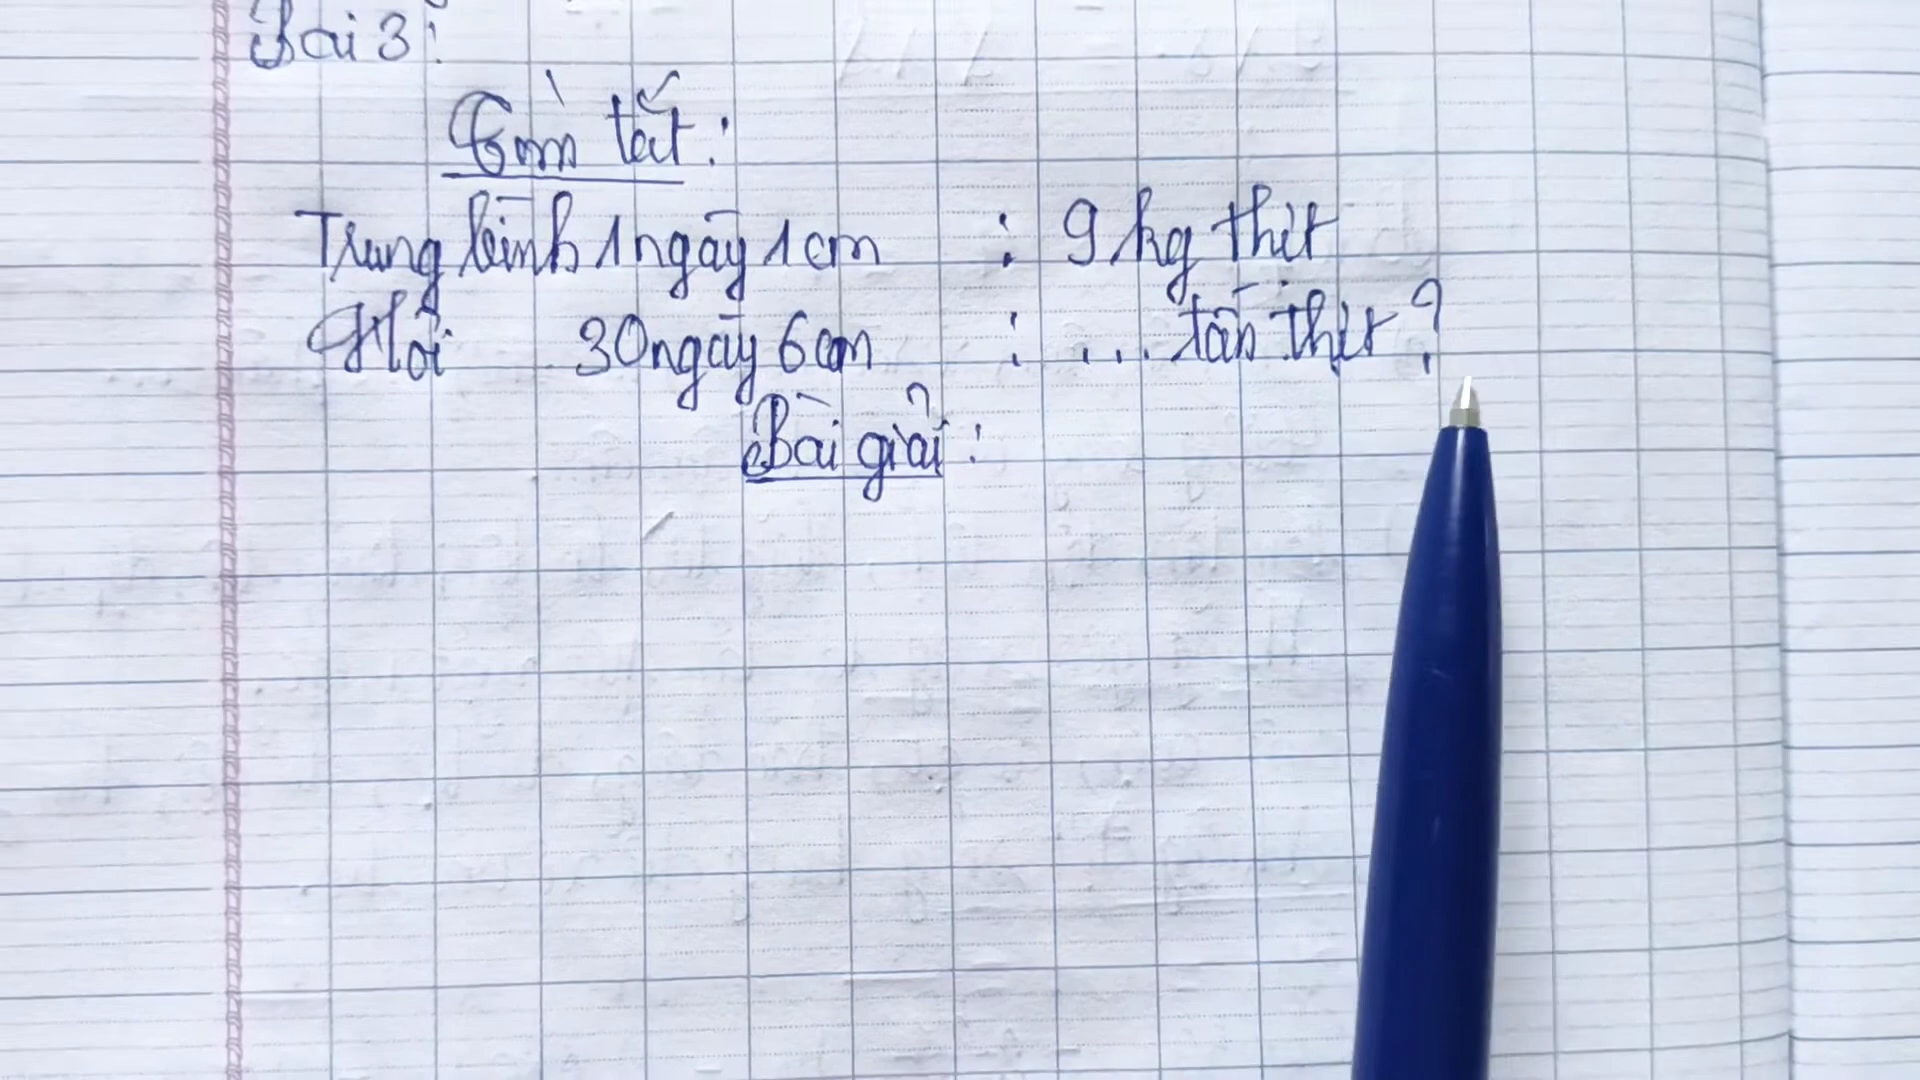 Bài 3:
Tóm tắt:
Trung bình 1 ngày 1 con : 9 kg thịt
Hỏi 30 ngày 6 con : ... tấn thịt?
Bài giải: